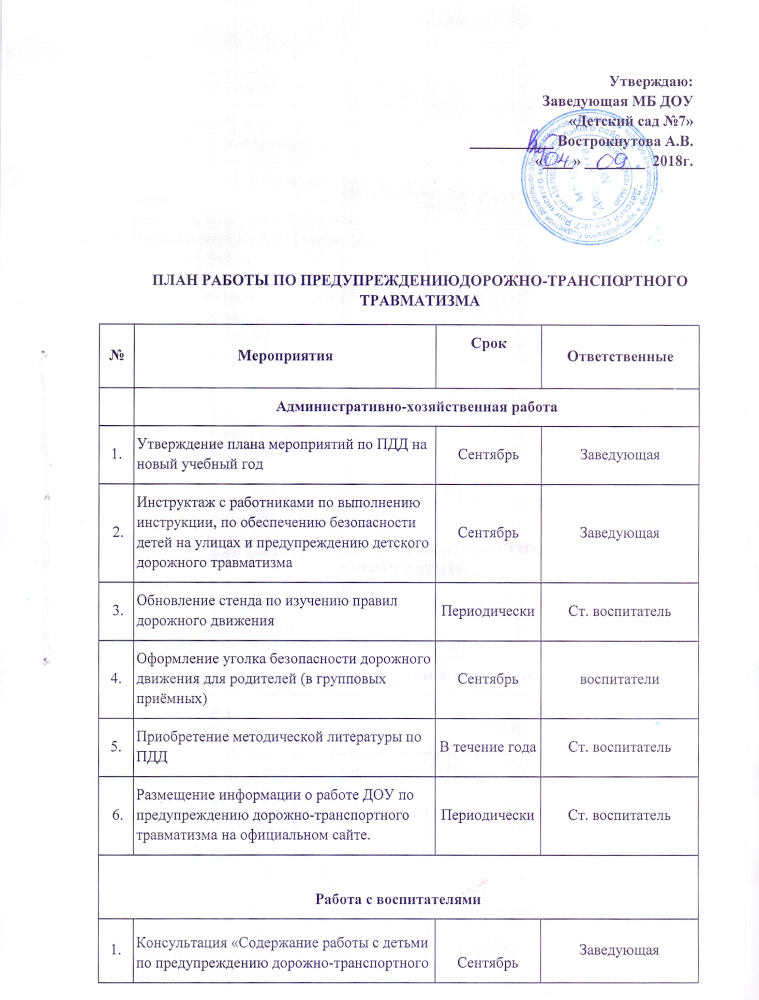 Утверждаю:
Заведующая МБ ДОУ
«Детский сад №7»
Вострокнутова А.В.
«04» 09 2018г.
ПЛАН РАБОТЫ ПО ПРЕДУПРЕЖДЕНИЮДОРОЖНО-ТРАНСПОРТНОГО
ТРАВМАТИЗМА
№ Мероприятия Срок Ответственные
Административно-хозяйственная работа
1. Утверждение плана мероприятий по ПДД на
новый учебный год
Сентябрь
Заведующая
2. Инструктаж с работниками по выполнению
инструкции, по обеспечению безопасности
детей на улицах и предупреждению детского
дорожного травматизма
Сентябрь
Заведующая
3. Обновление стенда по изучению правил
дорожного движения
Периодически
Ст. воспитатель
4. Оформление уголка безопасности дорожного
движения для родителей (в групповых
приёмных)
Сентябрь
воспитатели
5. Приобретение методической литературы по
ПДД
В течение года
Ст. воспитатель
6. Размещение информации о работе ДОУ по
предупреждению дорожно-транспортного
травматизма на официальном сайте.
Периодически
Ст. воспитатель
Работа с воспитателями
1. Консультация «Содержание работы с детьми
по предупреждению дорожно-транспортного
Сентябрь
Заведующая